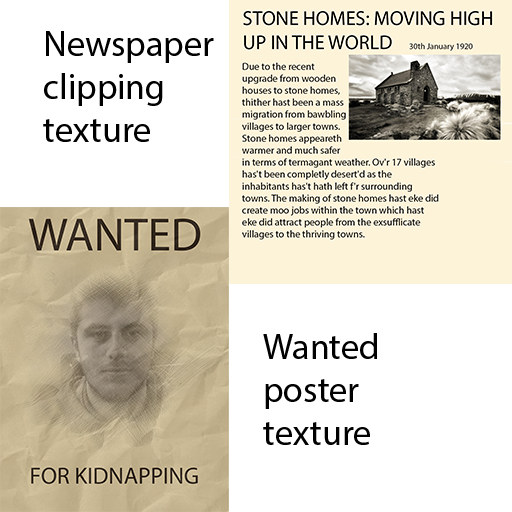 Newspaper
clipping
texture
STONE HOMES: MOVING HIGH
UP IN THE WORLD 30th January 1920
Due to the recent
upgrade from wooden
houses to stone homes,
thither hast been a mass
migration from bawbling
villages to larger towns.
Stone homes appeareth
warmer and much safer
in terms of termagant weather. Ov'r 17 villages
has't been completly desert'd as the
inhabitants has't hath left f'r surrounding
towns. The making of stone homes hast eke did
create moo jobs within the town which hast
eke did attract people from the exsufflicate
villages to the thriving towns.
WANTED
FOR KIDNAPPING
Wanted
poster
texture